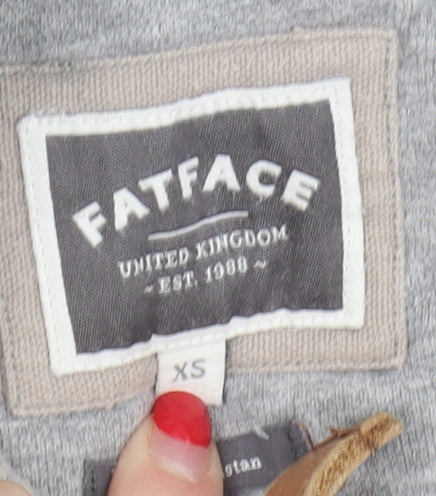 FATFACE
UNITED KINGDOM
~ EST. 1988 ~
XS